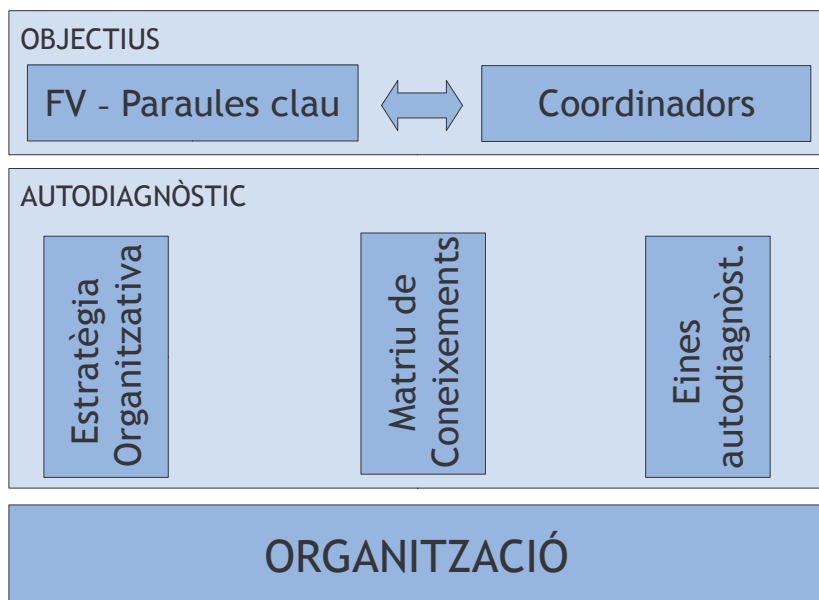 OBJECTIUS
FV - Paraules clau
Coordinadors
AUTODIAGNÒSTIC
Estratègia
Organitzativa
Matriu de
Coneixements
Eines
autodiagnòst.
ORGANITZACIÓ